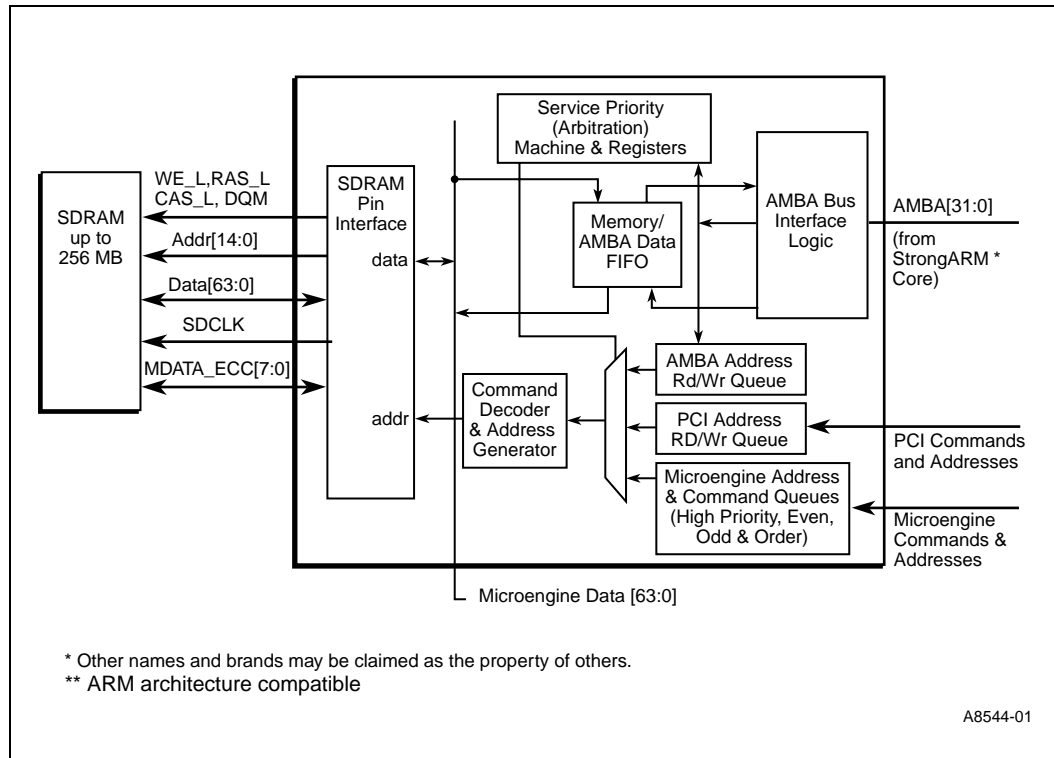 Service Priority
(Arbitration)
Machine & Registers
WE_L,RAS_L
CAS_L, DQM
SDRAM
up to
256 MB
Addr[14:0]
Data[63:0]
SDCLK
MDATA_ECC[7:0]
SDRAM
Pin
Interface
data
addr
Memory/
AMBA Data
FIFO
AMBA Bus
Interface
Logic
AMBA[31:0]
(from
StrongARM *
Core)
Command
Decoder
& Address
Generator
AMBA Address
Rd/Wr Queue
PCI Address
RD/Wr Queue
PCI Commands
and Addresses
Microengine Address
& Command Queues
(High Priority, Even,
Odd & Order)
Microengine
Commands &
Addresses
Microengine Data [63:0]
* Other names and brands may be claimed as the property of others.
** ARM architecture compatible
A8544-01